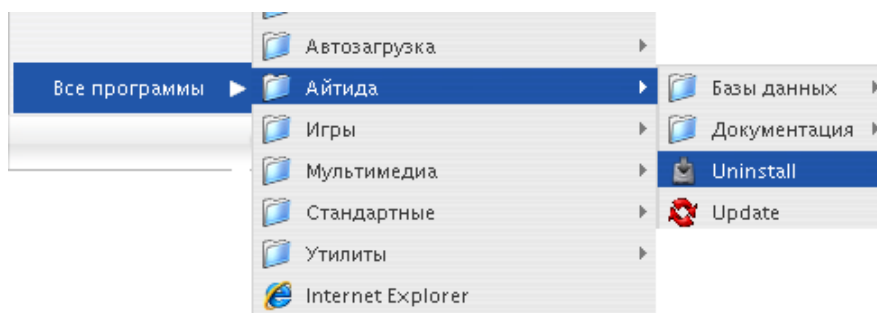 Автозагрузка
Все программы
Айтида
Базы данных
Игры
Документация
Мультимедиа
Uninstall
Стандартные
Update
Утилиты
Internet Explorer